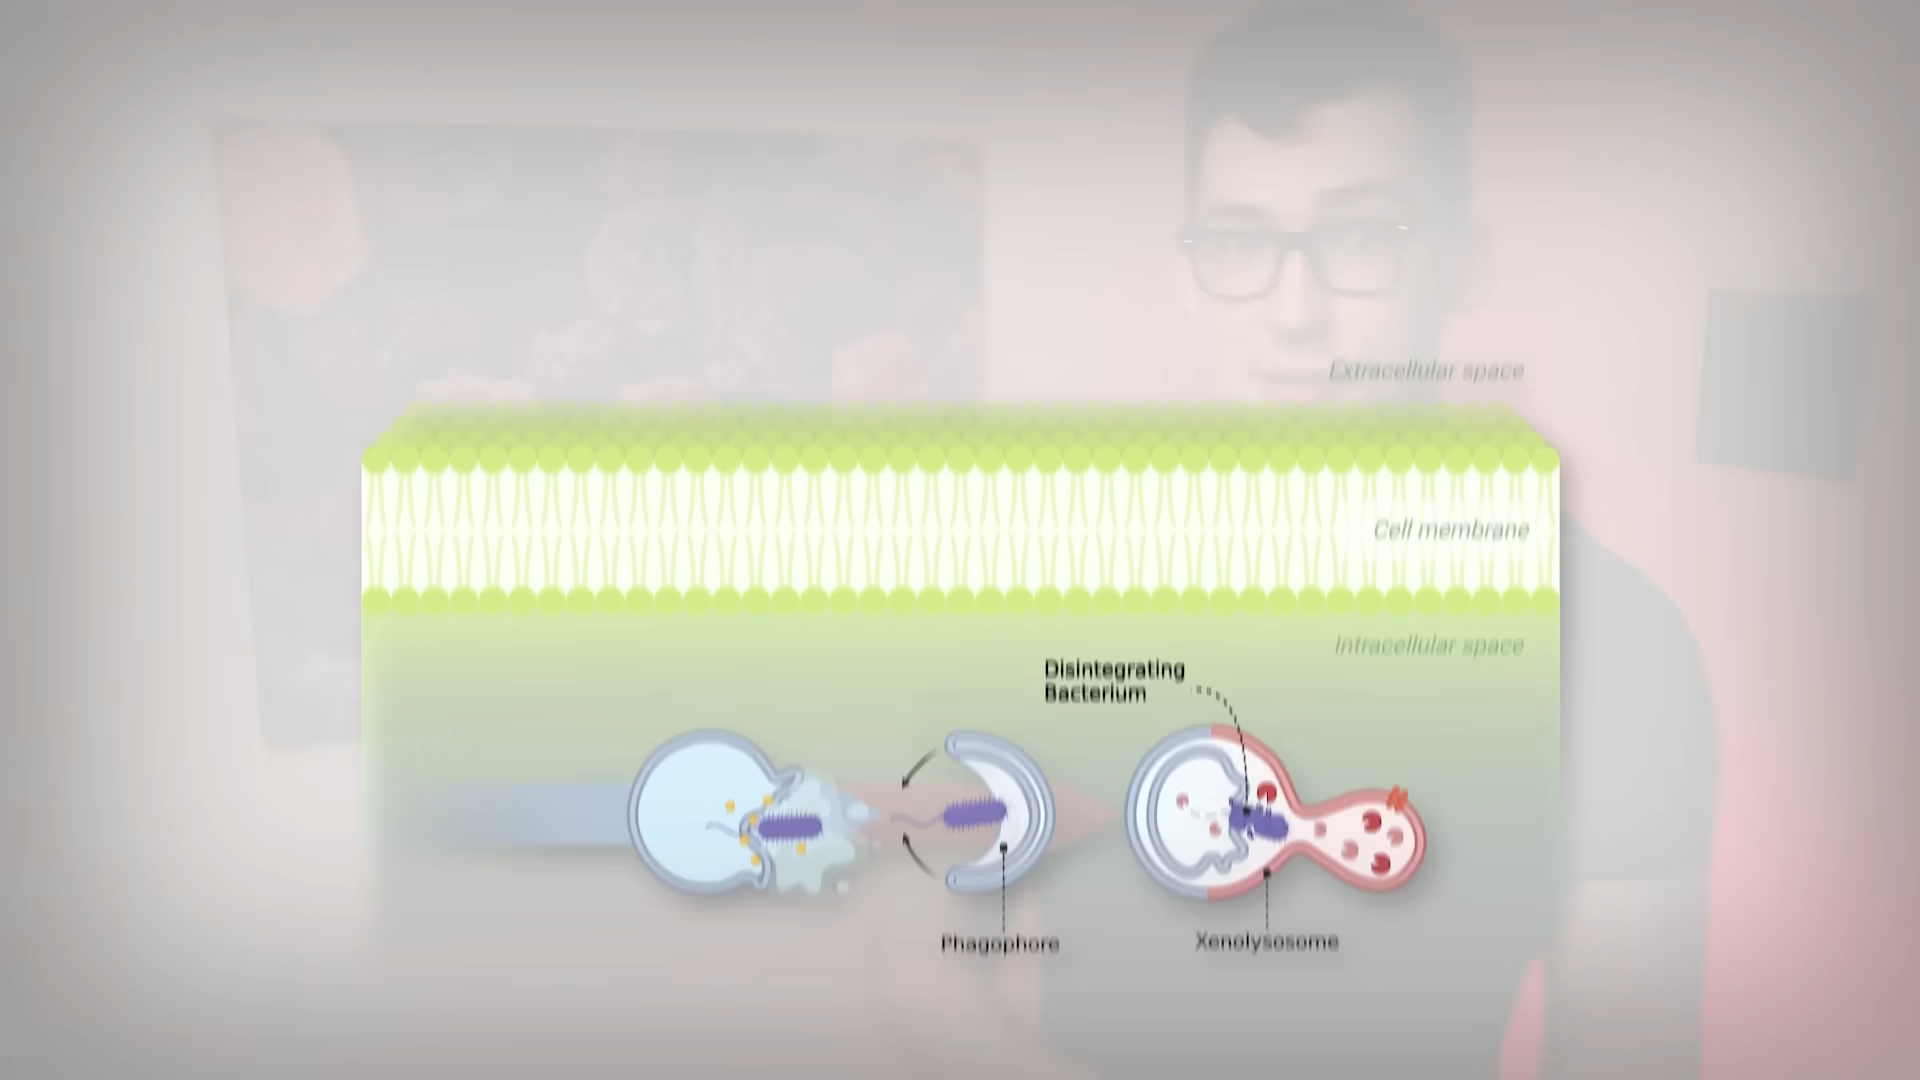 Extracellular space
Cell membrane
Intracellular space
Disintegrating
Bacterium
Phagophore
Xenolysosome